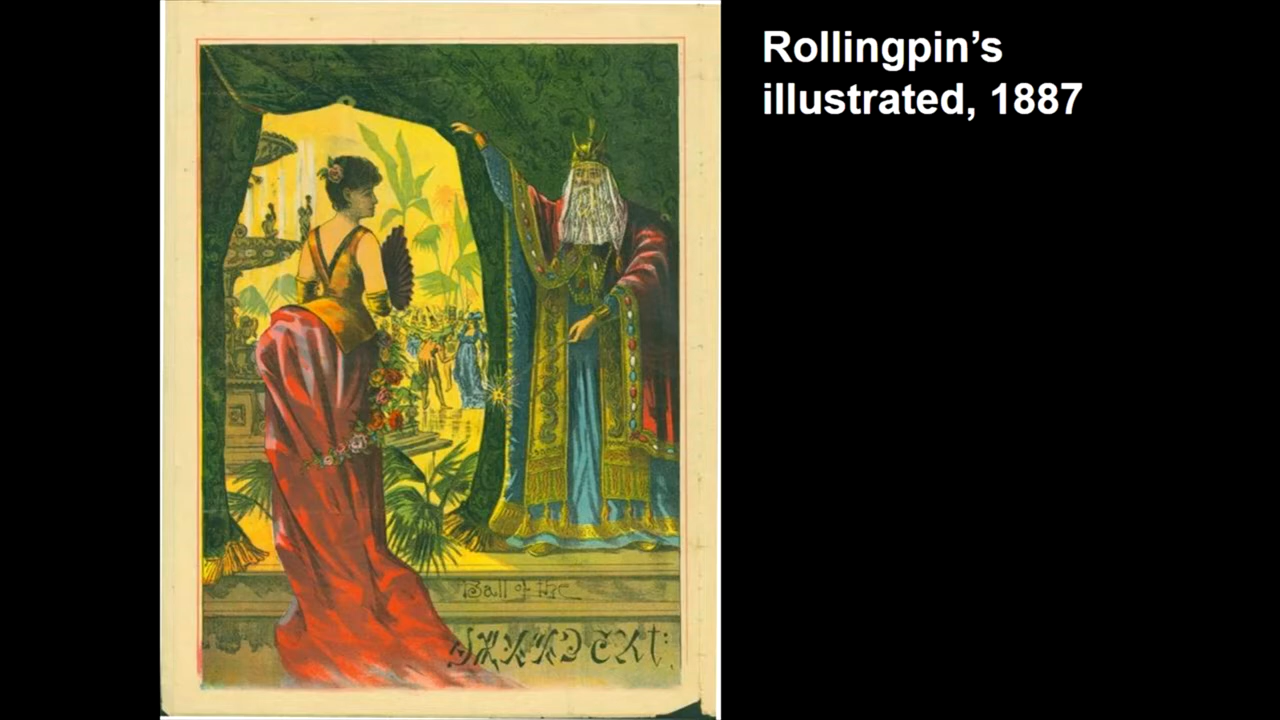 Rollingpin's
illustrated, 1887
Ball of the